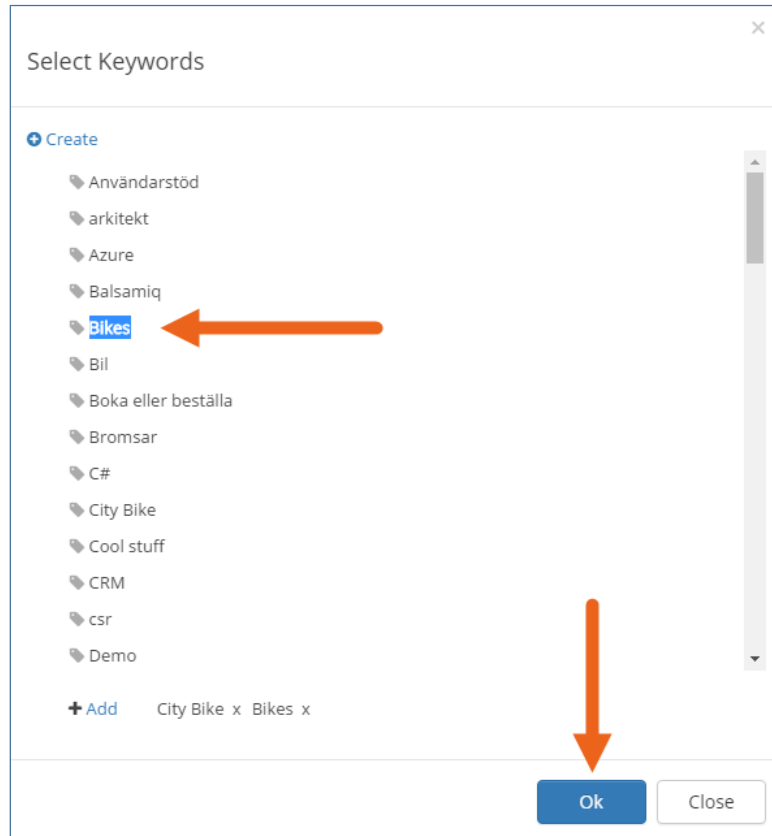 ×
Select Keywords
Create
Användarstöd
arkitekt
Azure
Balsamiq
Bikes
Bil
Boka eller beställa
Bromsar
C#
City Bike
Cool stuff
CRM
csr
Demo
Add City Bike x Bikes x
Ok Close